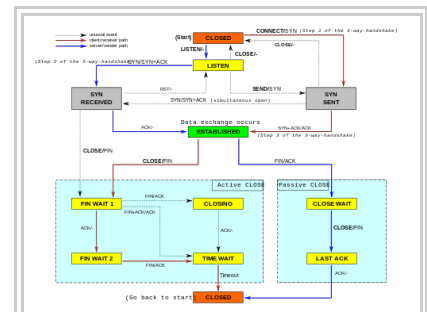 unusual event
client/receiver path
server/sender path
(Start)
CLOSED
CONNECT/SYN (Step 1 of the 3-way-handshake)
CLOSE/-
LISTEN/-
CLOSE/-
(Step 2 of the 3-way-handshake) SYN/SYN+ACK
LISTEN
RST/-
SEND/SYN
SYN
RECEIVED
SYN/SYN+ACK (simultaneous open)
SYN
SENT
Data exchange occurs
ACK/-
ESTABLISHED
SYN+ACK/ACK
(Step 3 of the 3-way-handshake)
CLOSE/FIN
CLOSE/FIN
FIN/ACK
Active CLOSE
Passive CLOSE
FIN WAIT 1
FIN/ACK
CLOSING
CLOSE WAIT
FIN+ACK/ACK
ACK/-
ACK/-
CLOSE/FIN
FIN WAIT 2
FIN/ACK
TIME WAIT
LAST ACK
Timeout
ACK/-
(Go back to start)
CLOSED